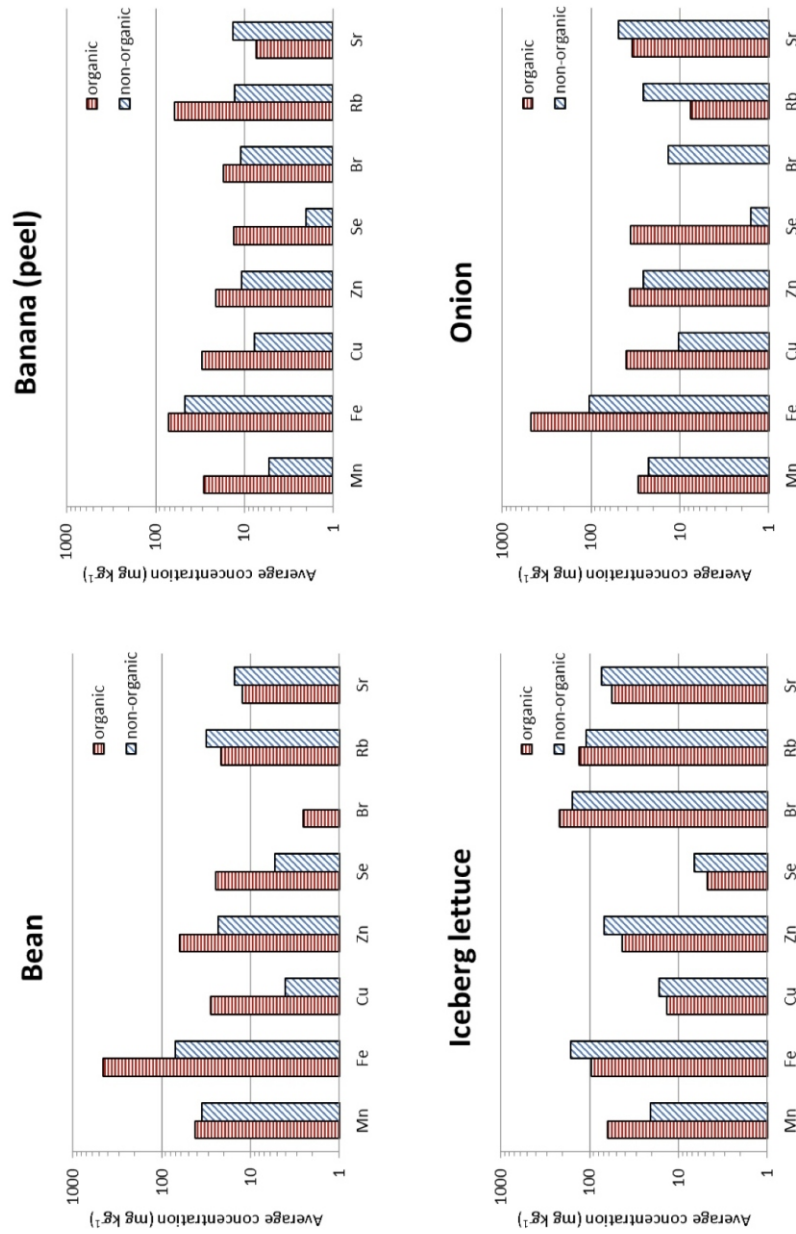 Bean
Average concentration (mg kg⁻¹)
1000
100
10
1
organic
non-organic
Mn Fe Cu Zn Se Br Rb Sr
Banana (peel)
Average concentration (mg kg⁻¹)
1000
100
10
1
organic
non-organic
Mn Fe Cu Zn Se Br Rb Sr
Iceberg lettuce
Average concentration (mg kg⁻¹)
1000
100
10
1
organic
non-organic
Mn Fe Cu Zn Se Br Rb Sr
Onion
Average concentration (mg kg⁻¹)
1000
100
10
1
organic
non-organic
Mn Fe Cu Zn Se Br Rb Sr